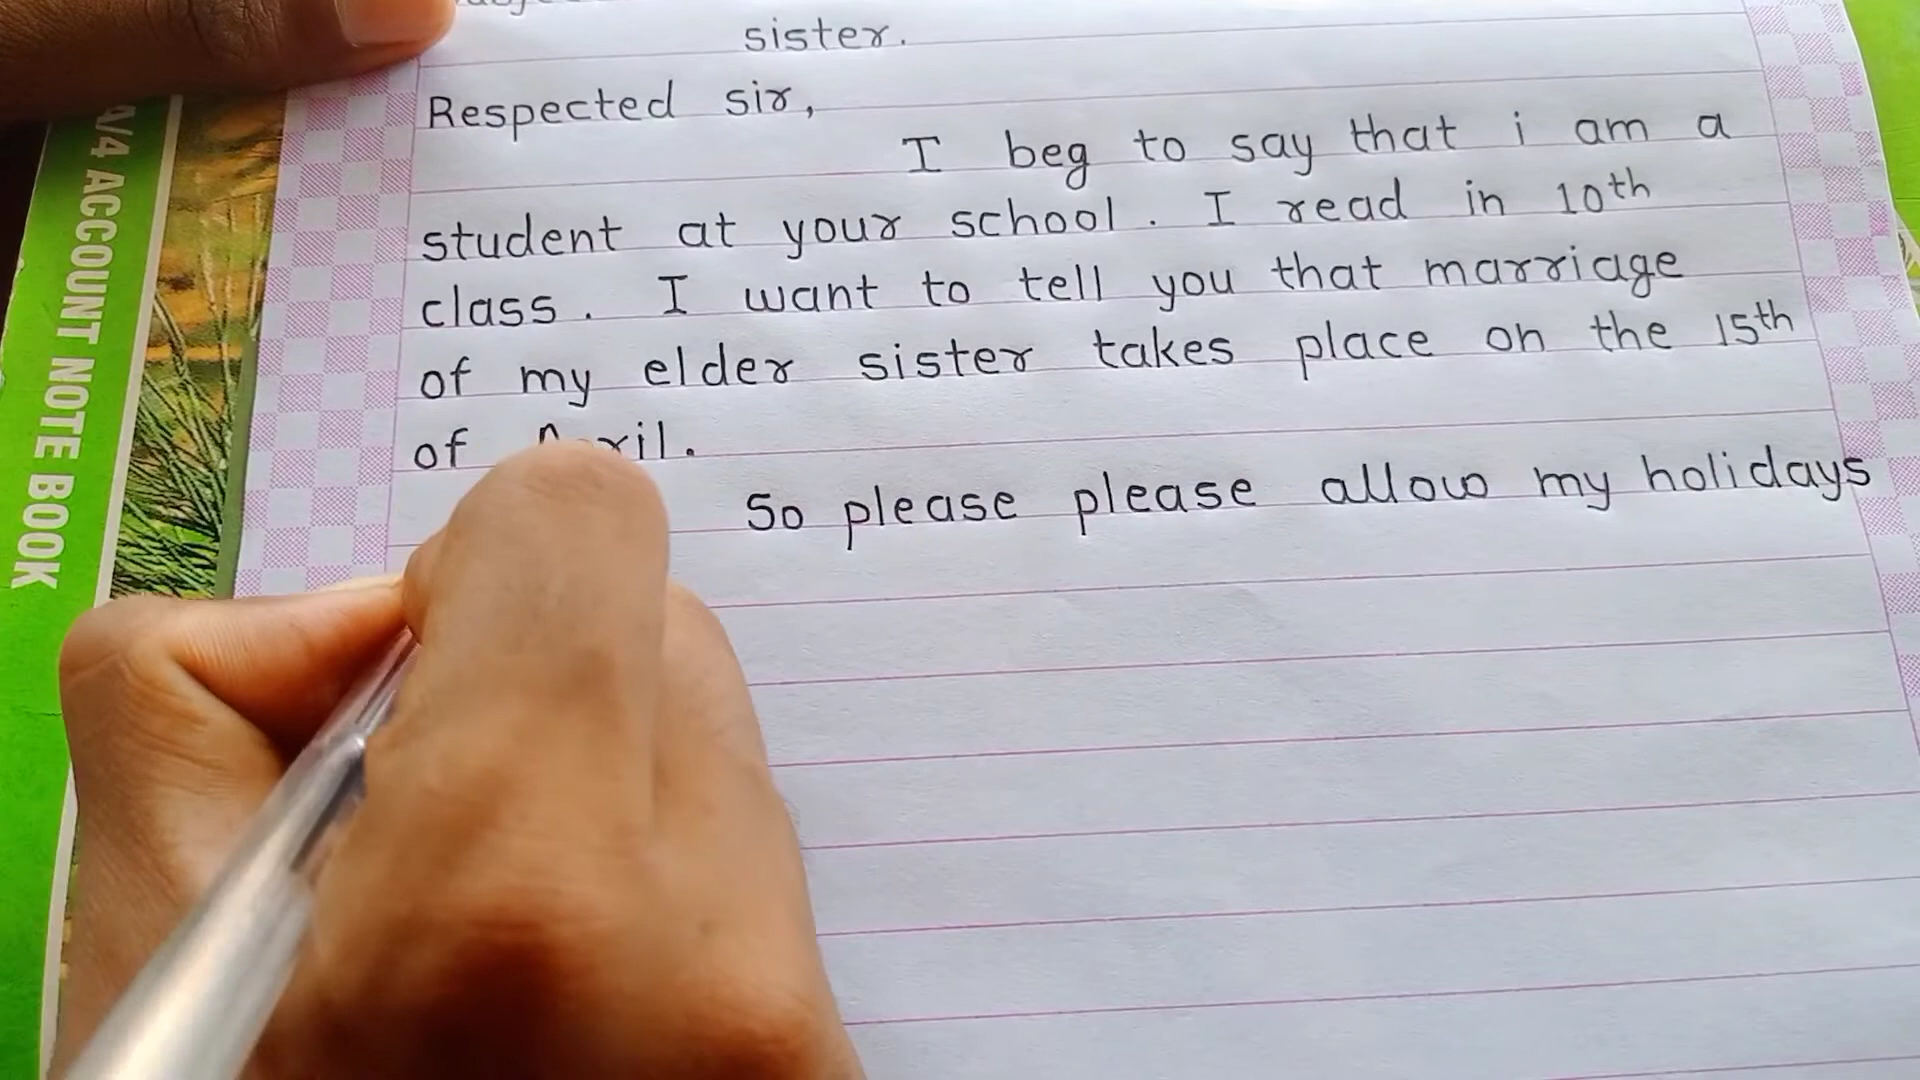 sister.
Respected sir,
I beg to say that i am a
student at your school. I read in 10th
class. I want to tell you that marriage
of my elder sister takes place on the 15th
of
So please please allow my holidays
A/4 ACCOUNT NOTE BOOK